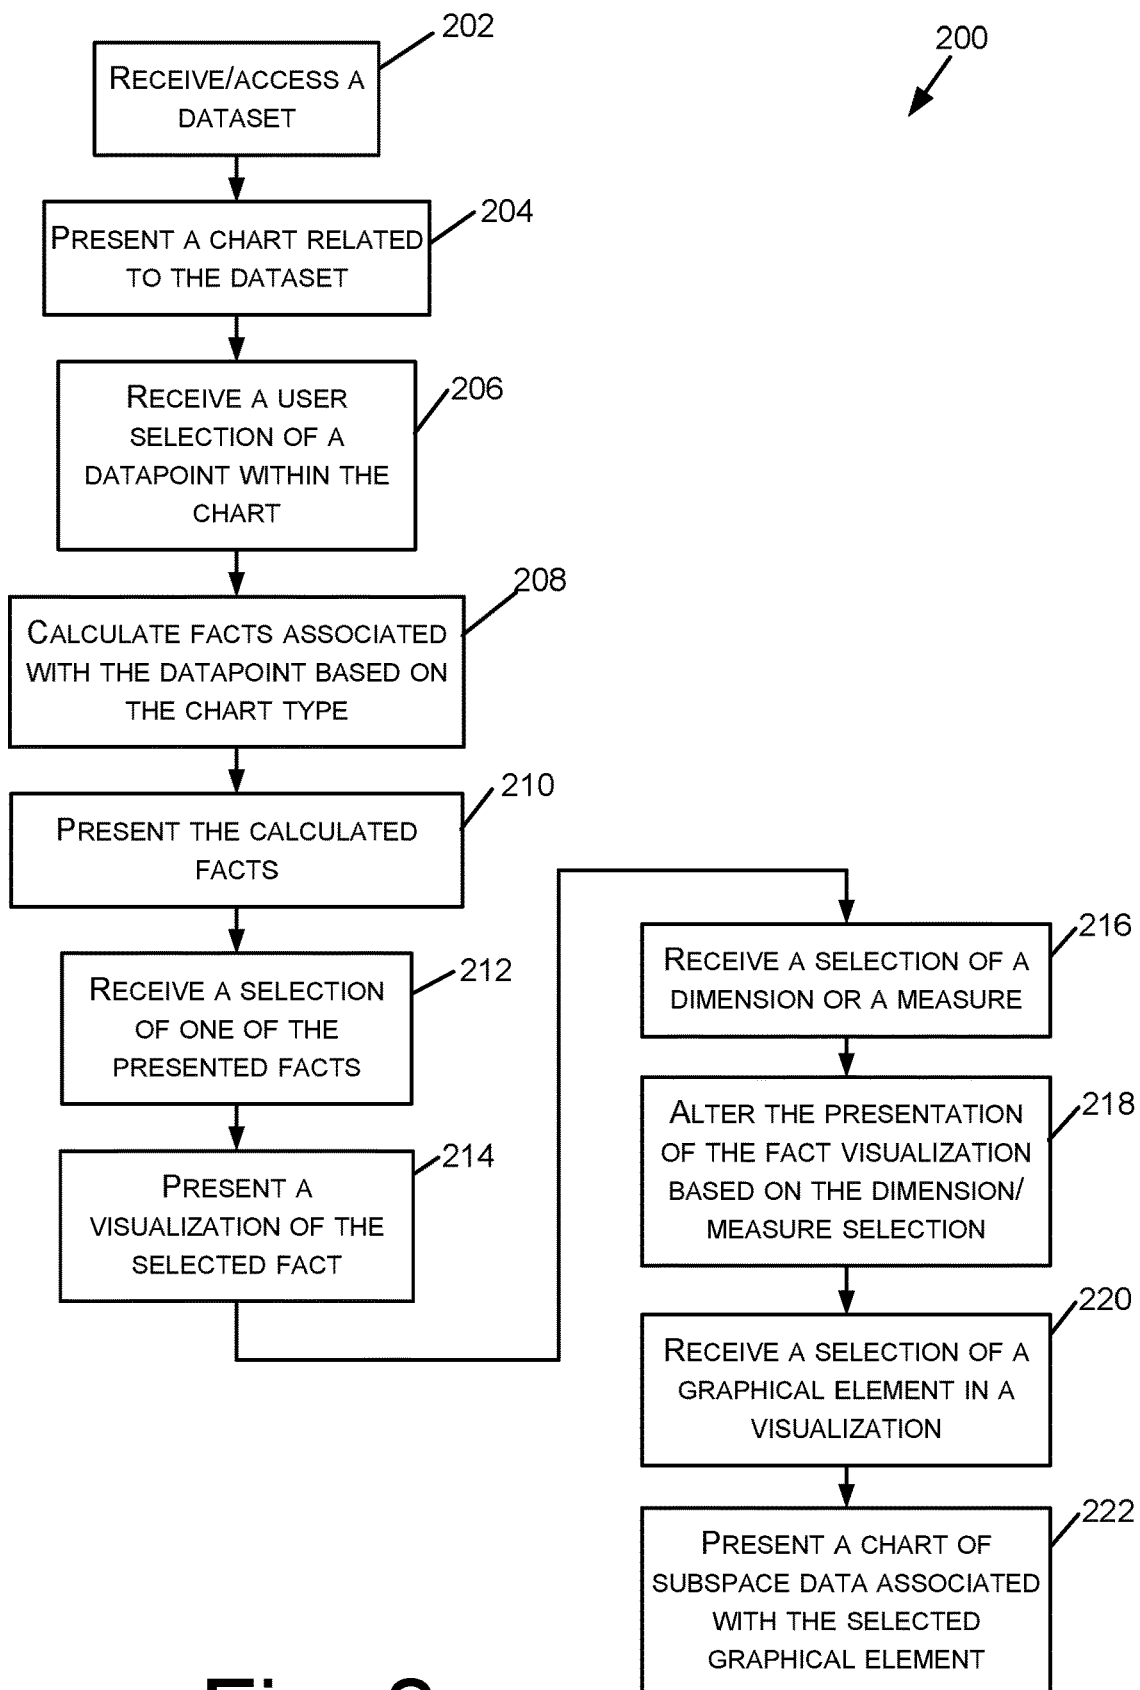 202
200
RECEIVE/ACCESS A
DATASET
204
PRESENT A CHART RELATED
TO THE DATASET
206
RECEIVE A USER
SELECTION OF A
DATAPOINT WITHIN THE
CHART
208
CALCULATE FACTS ASSOCIATED
WITH THE DATAPOINT BASED ON
THE CHART TYPE
210
PRESENT THE CALCULATED
FACTS
212
RECEIVE A SELECTION
OF ONE OF THE
PRESENTED FACTS
214
PRESENT A
VISUALIZATION OF THE
SELECTED FACT
216
RECEIVE A SELECTION OF A
DIMENSION OR A MEASURE
218
ALTER THE PRESENTATION
OF THE FACT VISUALIZATION
BASED ON THE DIMENSION/
MEASURE SELECTION
220
RECEIVE A SELECTION OF A
GRAPHICAL ELEMENT IN A
VISUALIZATION
222
PRESENT A CHART OF
SUBSPACE DATA ASSOCIATED
WITH THE SELECTED
GRAPHICAL ELEMENT